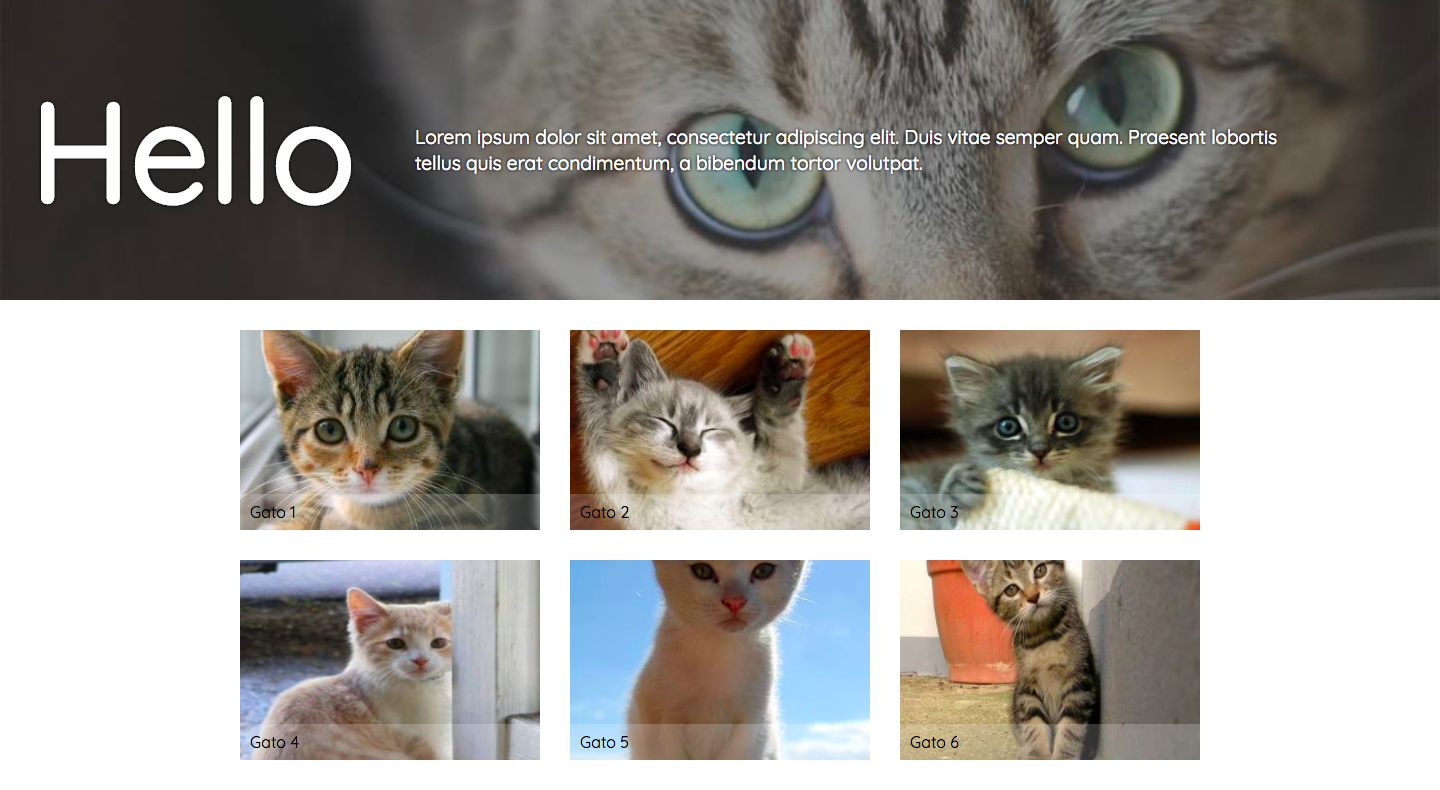 Hello
Lorem ipsum dolor sit amet, consectetur adipiscing elit. Duis vitae semper quam. Praesent lobortis
tellus quis erat condimentum, a bibendum tortor volutpat.
Gato 1
Gato 2
Gato 3
Gato 4
Gato 5
Gato 6